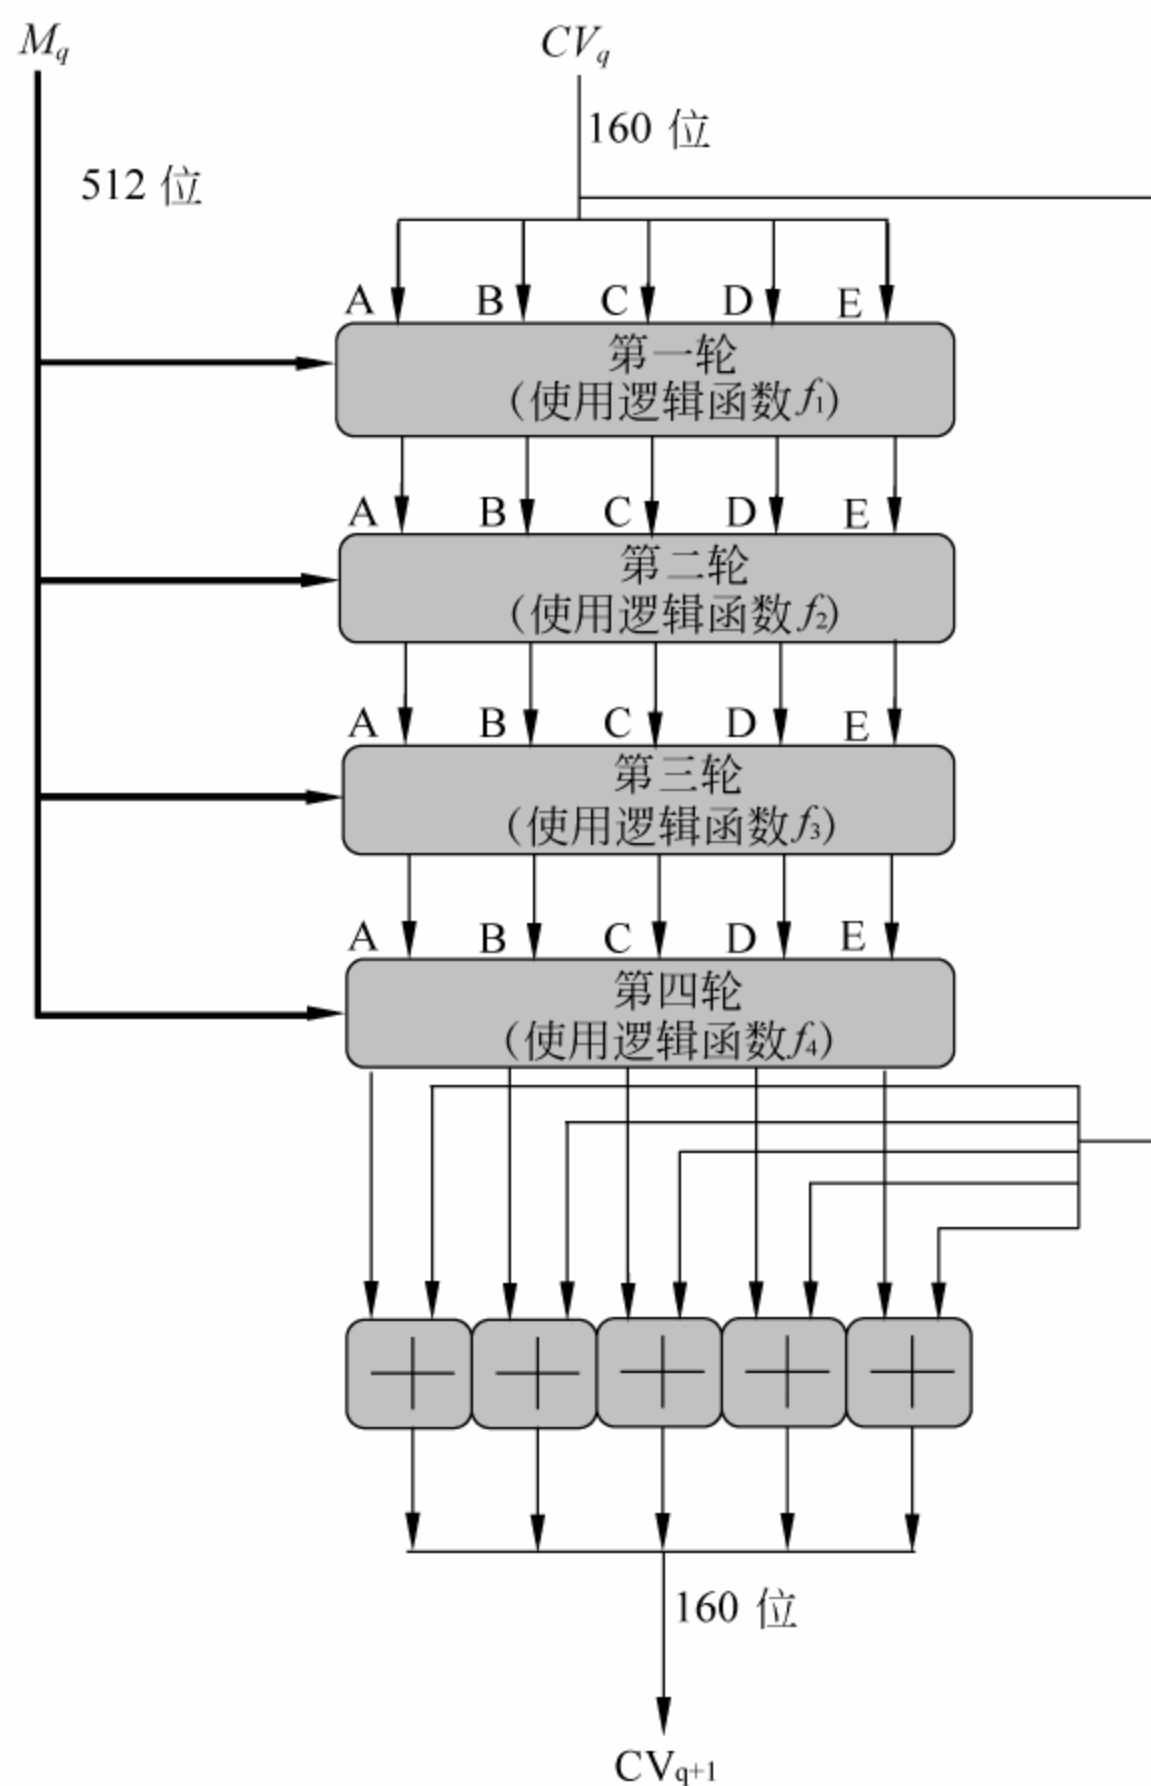 Mq CVq
160 位
512 位
A B C D E
第一轮
(使用逻辑函数f1)
A B C D E
第二轮
(使用逻辑函数f2)
A B C D E
第三轮
(使用逻辑函数f3)
A B C D E
第四轮
(使用逻辑函数f4)
160 位
CVq+1